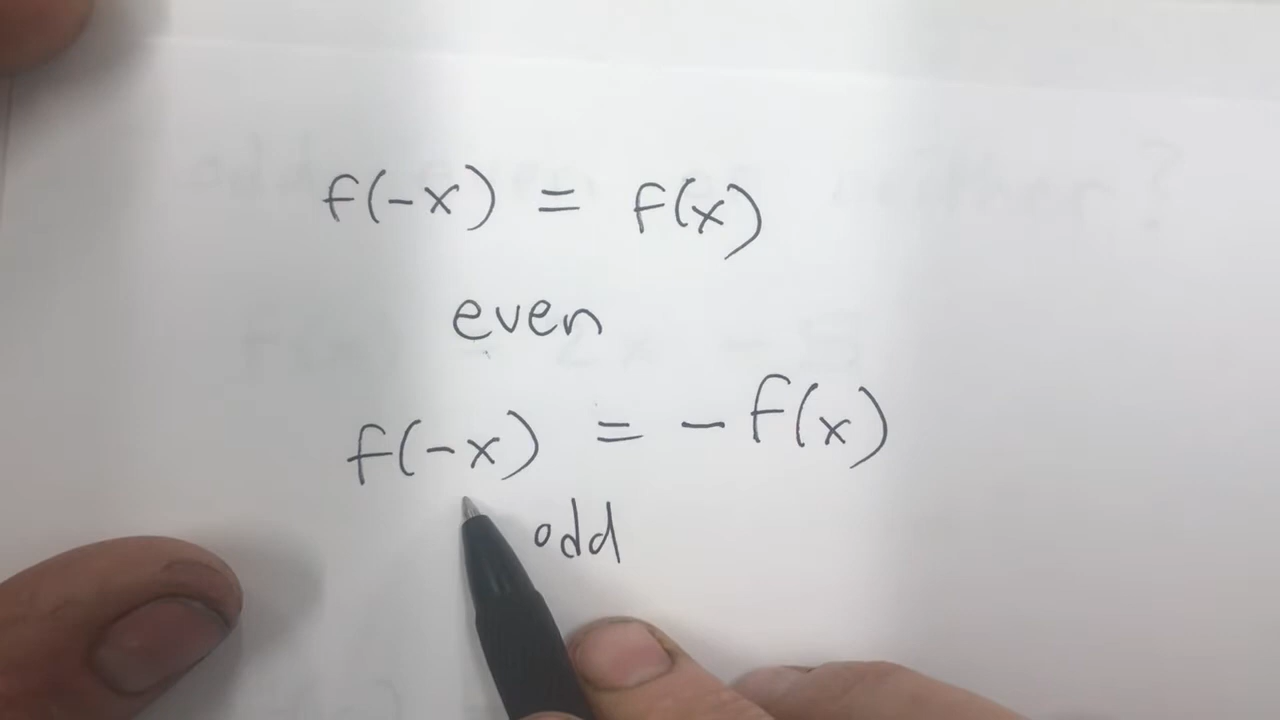 f(-x) = f(x)
even
f(-x) = -f(x)
odd